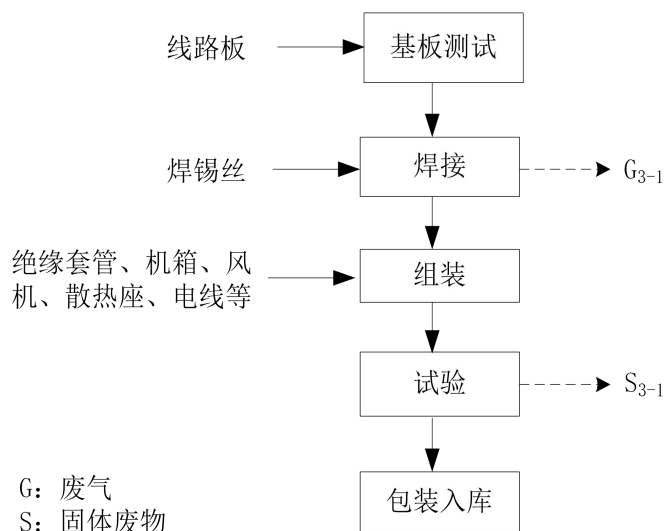 线路板
基板测试
焊锡丝
焊接
G3-1
绝缘套管、机箱、风
机、散热座、电线等
组装
试验
S3-1
包装入库
G: 废气
S: 固体废物